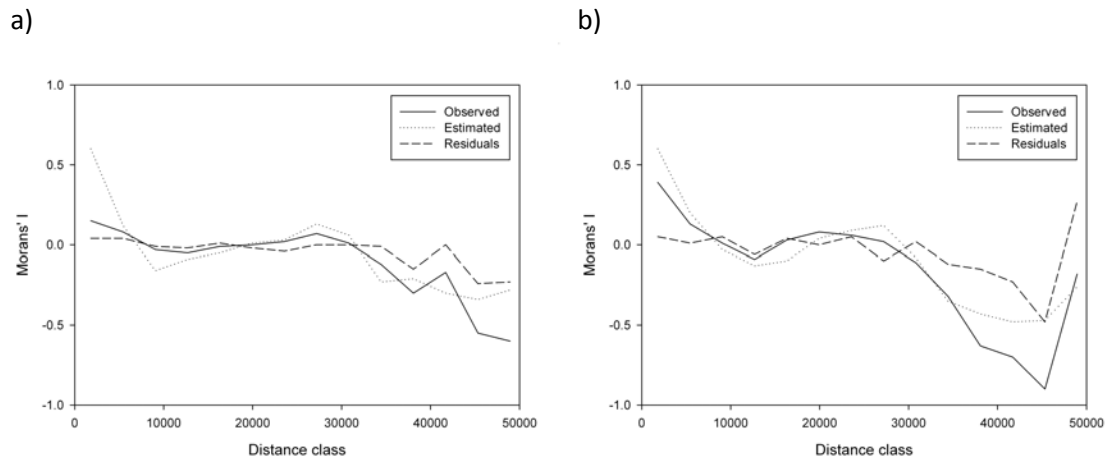 a)
1.0
0.5
0.0
-0.5
-1.0
Morans' I
Observed
Estimated
Residuals
0
10000
20000
30000
40000
50000
Distance class
b)
1.0
0.5
0.0
-0.5
-1.0
Morans' I
Observed
Estimated
Residuals
0
10000
20000
30000
40000
50000
Distance class